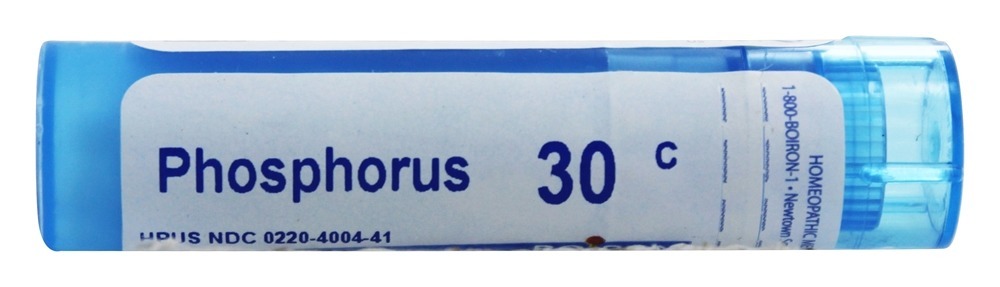 Phosphorus 30 C
HPUS NDC 0220-4004-41
HOMEOPATHIC
1-800-BOIRON-1 • Newtown